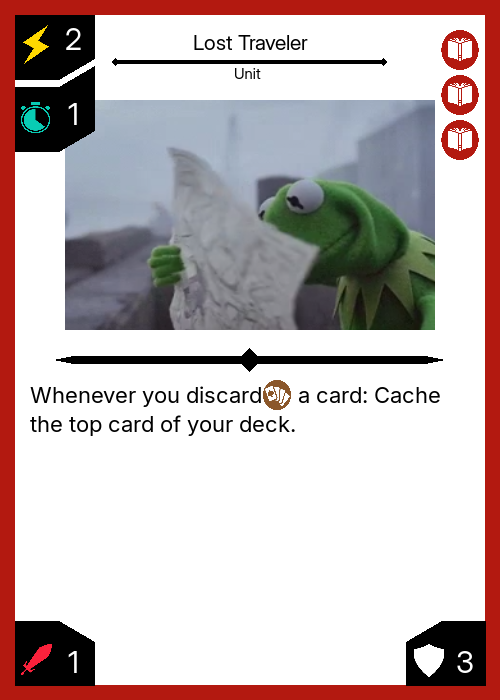 2
Lost Traveler
Unit
1
Whenever you discard a card: Cache
the top card of your deck.
1
3